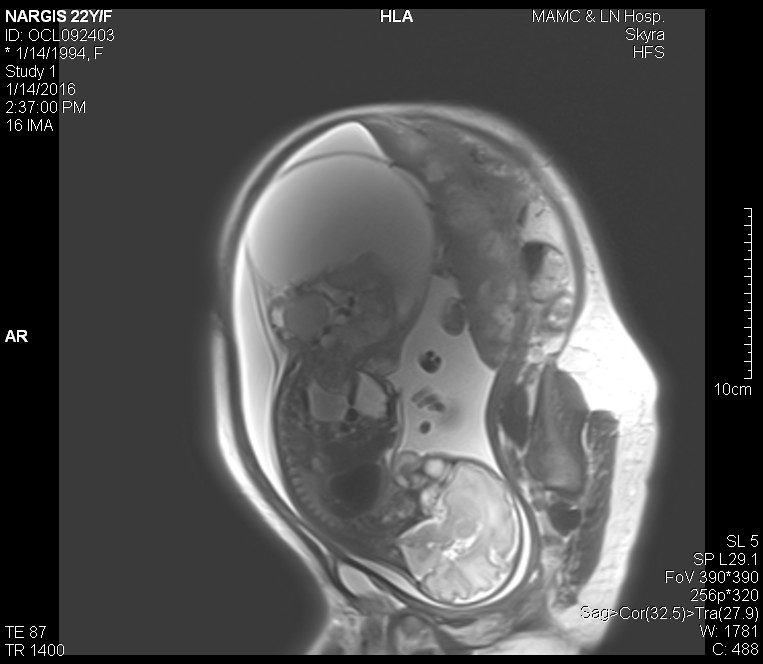 NARGIS 22Y/F
ID: OCL092403
* 1/14/1994, F
Study 1
1/14/2016
2:37:00 PM
16 IMA
HLA
MAMC & LN Hosp.
Skyra
HFS
AR
10cm
SL 5
SP L29.1
FoV 390*390
256p*320
Sag>Cor(32.5)>Tra(27.9)
W: 1781
C: 488
TE 87
TR 1400